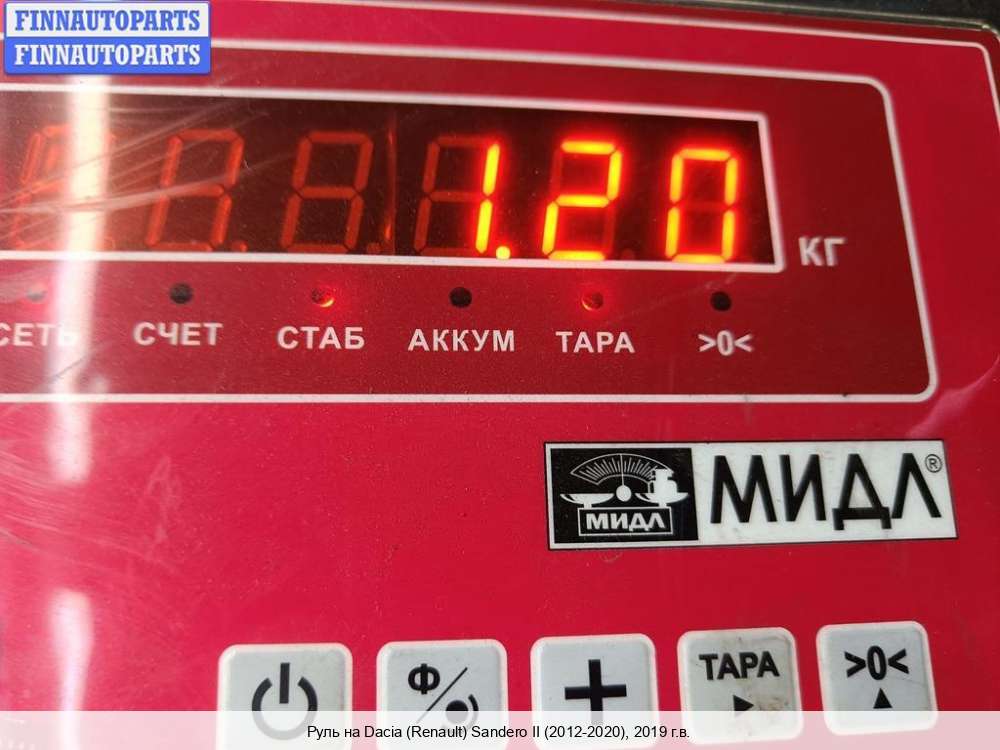 FINNAUTOPARTS
FINNAUTOPARTS
1.20
КГ
СЕТЬ СЧЕТ СТАБ АККУМ ТАРА >0<
МИДЛ МИДЛ®
Ф/ + ТАРА >0<
Руль на Dacia (Renault) Sandero II (2012-2020), 2019 г.в.